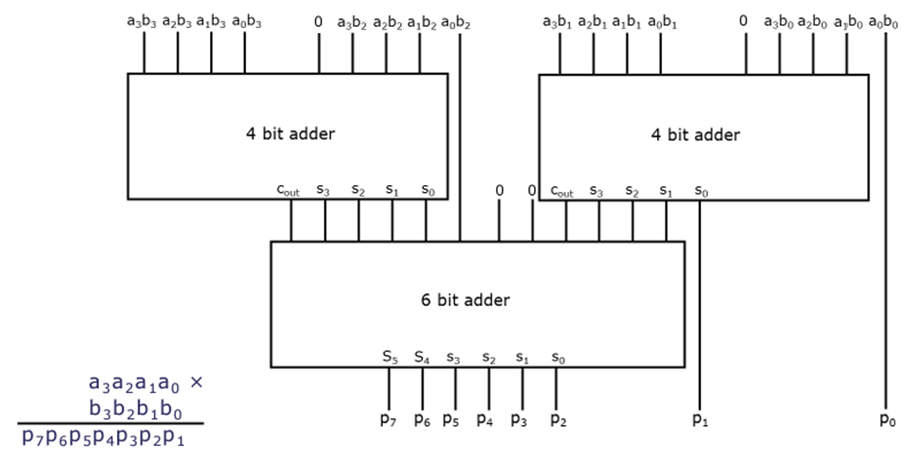 a₃b₃ a₂b₃ a₁b₃ a₀b₃ 0 a₃b₂ a₂b₂ a₁b₂ a₀b₂ a₃b₁ a₂b₁ a₁b₁ a₀b₁ 0 a₃b₀ a₂b₀ a₁b₀ a₀b₀
4 bit adder 4 bit adder
cout s₃ s₂ s₁ s₀ 0 0 cout s₃ s₂ s₁ s₀
6 bit adder
S₅ S₄ s₃ s₂ s₁ s₀
p₇ p₆ p₅ p₄ p₃ p₂ p₁ p₀
a₃a₂a₁a₀ ×
b₃b₂b₁b₀
p₇p₆p₅p₄p₃p₂p₁